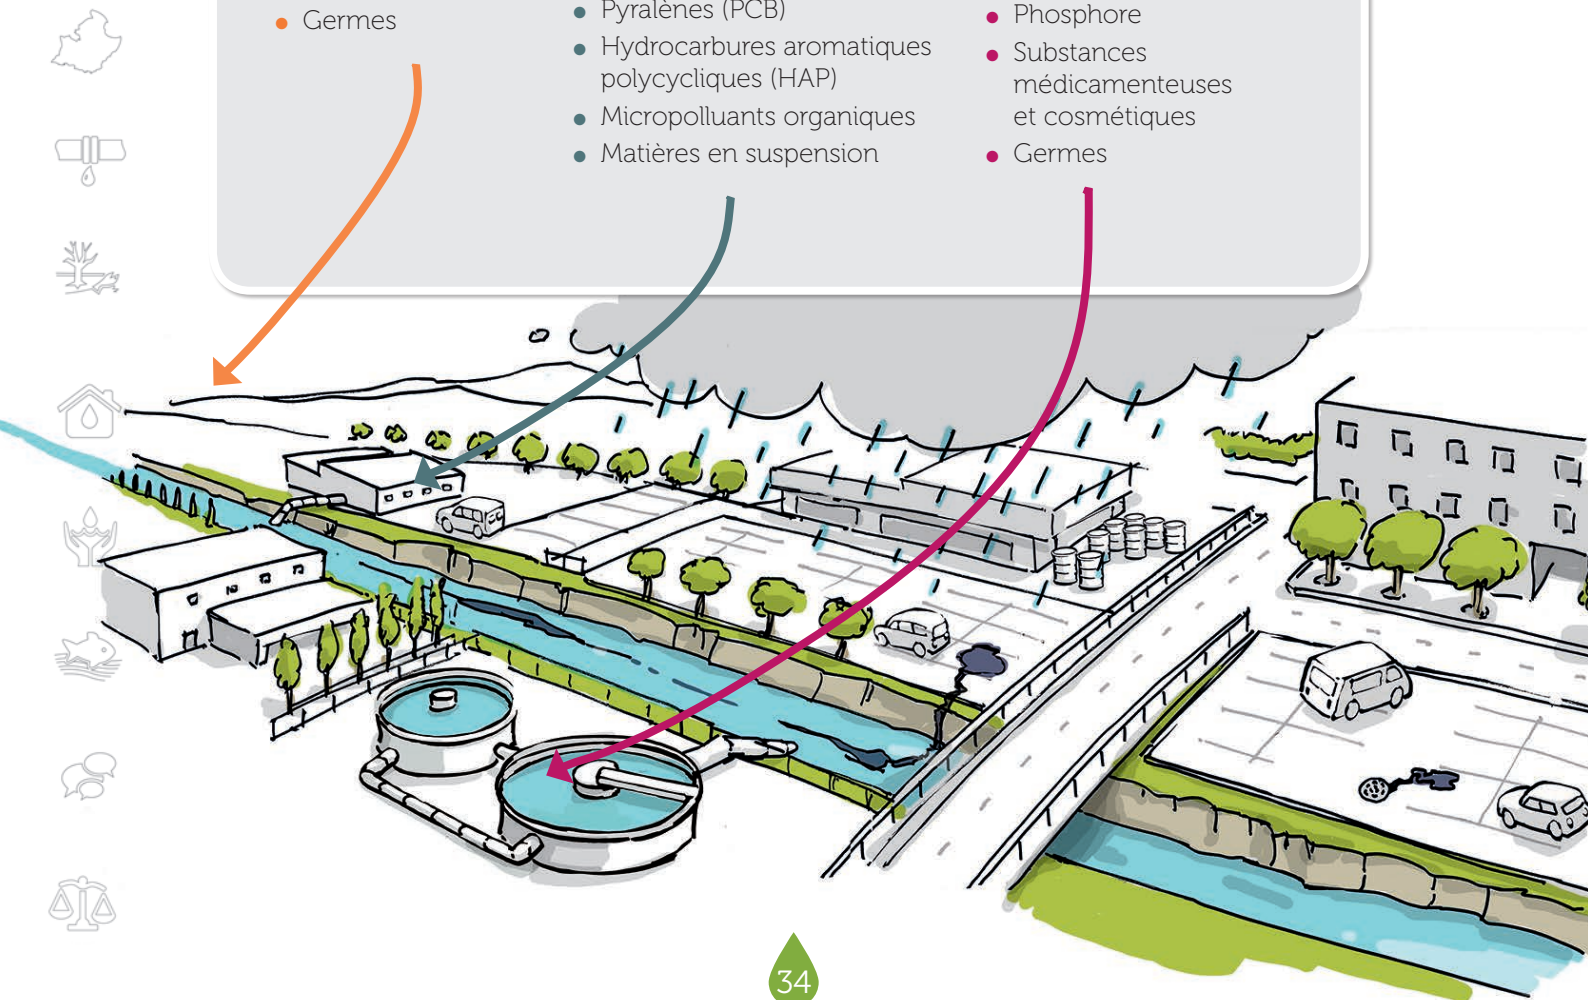 Germes
Pyralènes (PCB)
Hydrocarbures aromatiques
polycycliques (HAP)
Micropolluants organiques
Matières en suspension
Phosphore
Substances
médicamenteuses
et cosmétiques
Germes
34